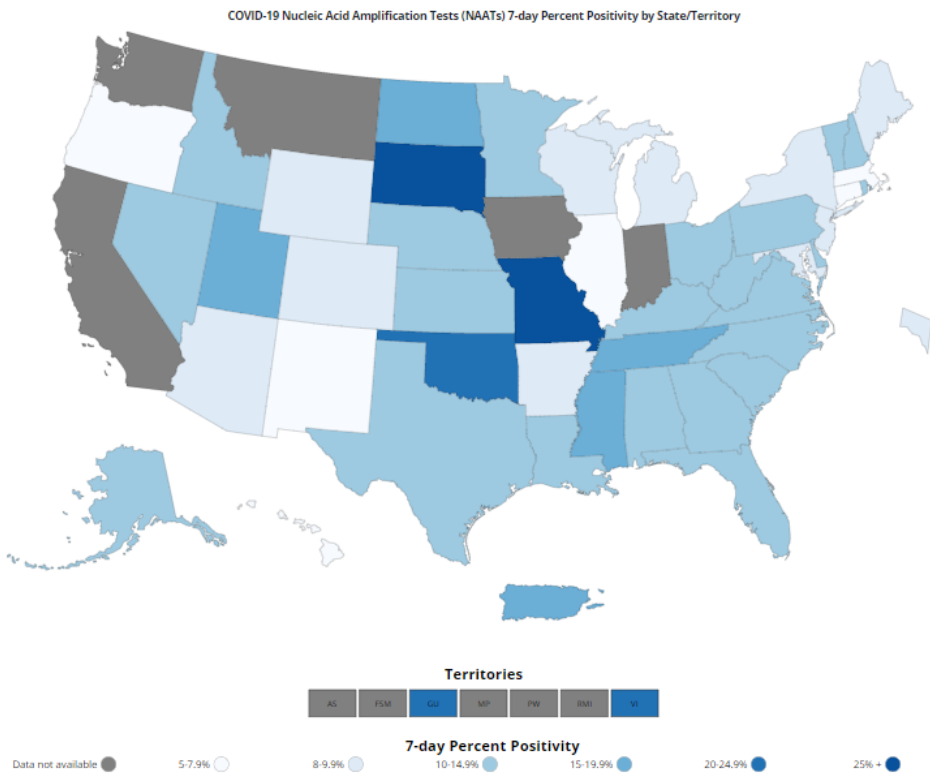 COVID-19 Nucleic Acid Amplification Tests (NAATs) 7-day Percent Positivity by State/Territory
Territories
AS FSM GU MP PW RMI VI
7-day Percent Positivity
Data not available 5-7.9% 8-9.9% 10-14.9% 15-19.9% 20-24.9% 25% +